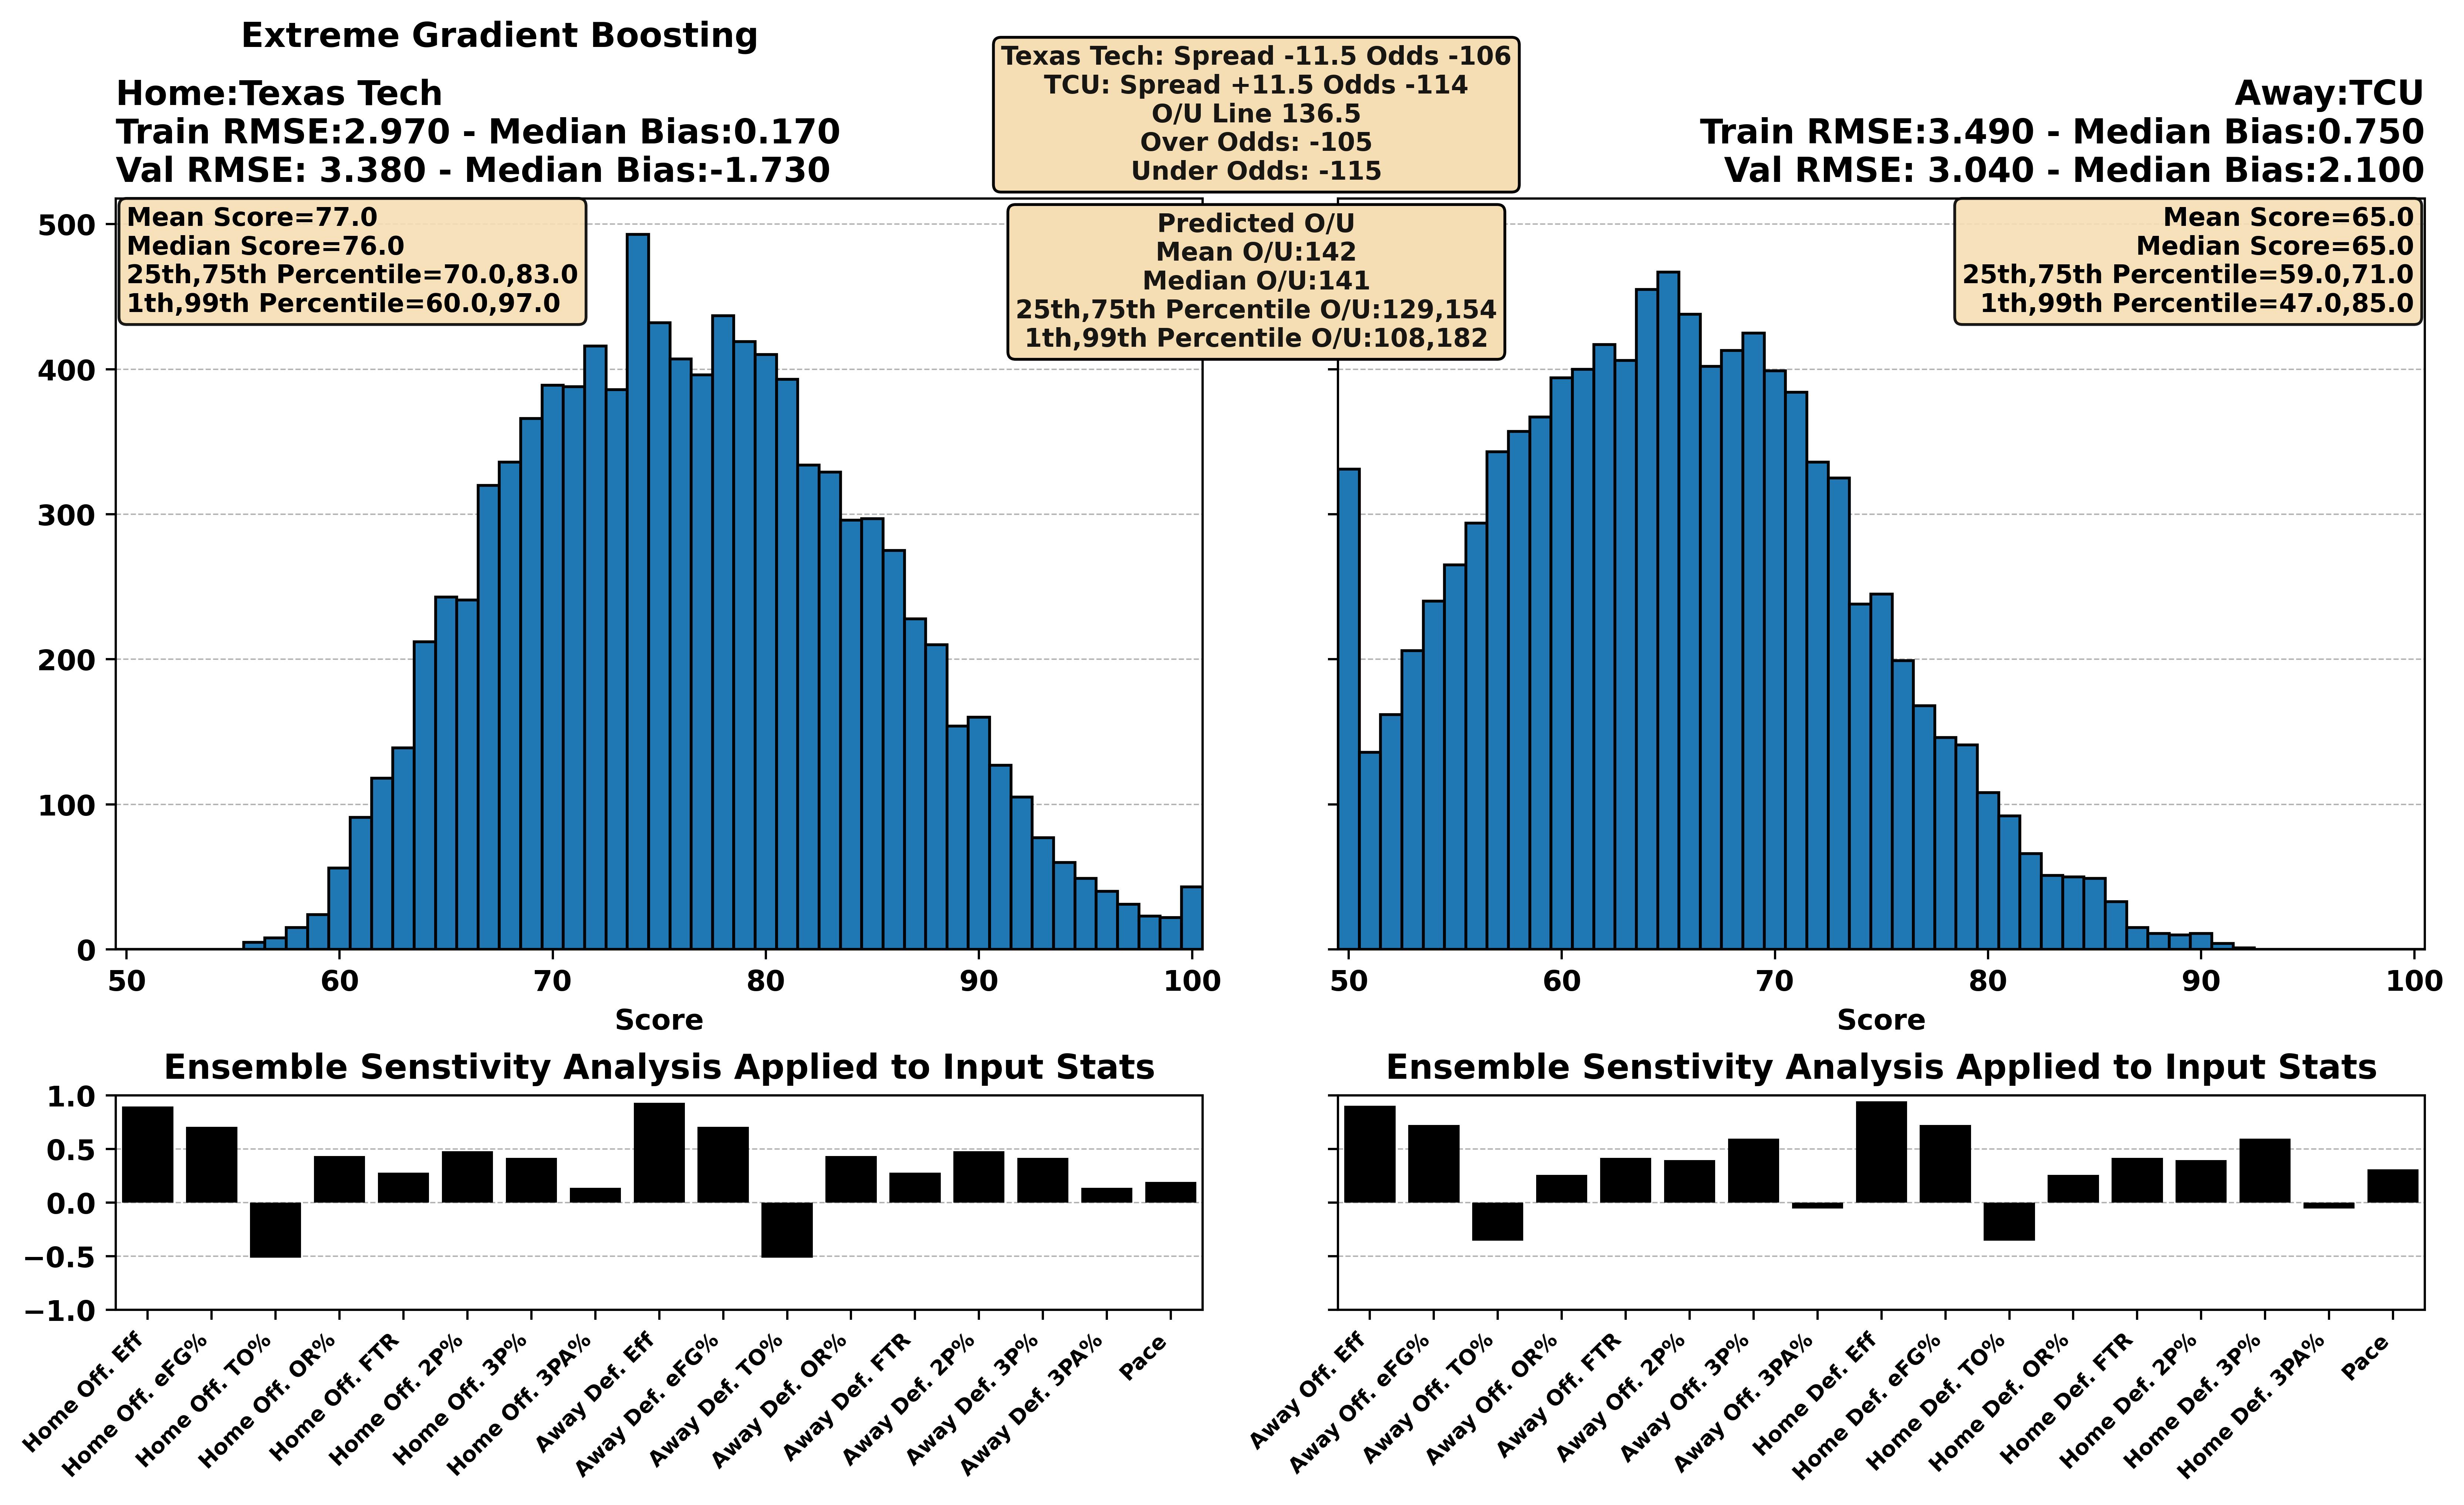 Extreme Gradient Boosting
Home:Texas Tech
Train RMSE:2.970 - Median Bias:0.170
Val RMSE: 3.380 - Median Bias:-1.730
Texas Tech: Spread -11.5 Odds -106
TCU: Spread +11.5 Odds -114
O/U Line 136.5
Over Odds: -105
Under Odds: -115
Away:TCU
Train RMSE:3.490 - Median Bias:0.750
Val RMSE: 3.040 - Median Bias:2.100
Mean Score=77.0
Median Score=76.0
25th,75th Percentile=70.0,83.0
1th,99th Percentile=60.0,97.0
Predicted O/U
Mean O/U:142
Median O/U:141
25th,75th Percentile O/U:129,154
1th,99th Percentile O/U:108,182
Mean Score=65.0
Median Score=65.0
25th,75th Percentile=59.0,71.0
1th,99th Percentile=47.0,85.0
500
400
300
200
100
0
50 60 70 80 90 100
Score
50 60 70 80 90 100
Score
Ensemble Senstivity Analysis Applied to Input Stats
1.0
0.5
0.0
−0.5
−1.0
Home Off. Eff
Home Off. eFG%
Home Off. TO%
Home Off. OR%
Home Off. FTR
Home Off. 2P%
Home Off. 3P%
Home Off. 3PA%
Away Def. Eff
Away Def. eFG%
Away Def. TO%
Away Def. OR%
Away Def. FTR
Away Def. 2P%
Away Def. 3P%
Away Def. 3PA%
Pace
Ensemble Senstivity Analysis Applied to Input Stats
Away Off. Eff
Away Off. eFG%
Away Off. TO%
Away Off. OR%
Away Off. FTR
Away Off. 2P%
Away Off. 3P%
Away Off. 3PA%
Home Def. Eff
Home Def. eFG%
Home Def. TO%
Home Def. OR%
Home Def. FTR
Home Def. 2P%
Home Def. 3P%
Home Def. 3PA%
Pace